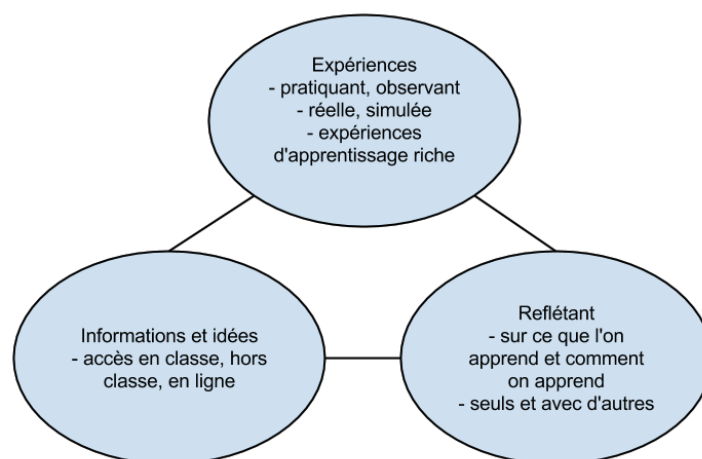 Expériences
- pratiquant, observant
- réelle, simulée
- expériences
d'apprentissage riche
Informations et idées
- accès en classe, hors
classe, en ligne
Reflétant
- sur ce que l'on
apprend et comment
on apprend
- seuls et avec d'autres